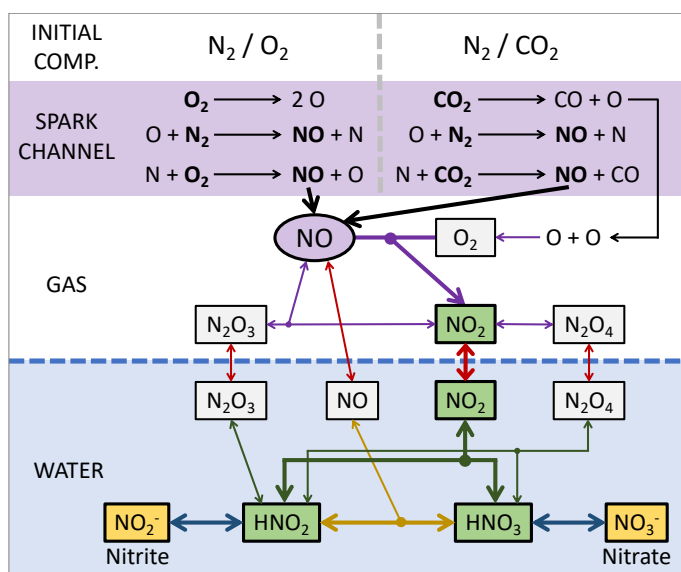 INITIAL COMP.
N₂ / O₂
N₂ / CO₂
SPARK CHANNEL
O₂ → 2 O
CO₂ → CO + O
O + N₂ → NO + N
O + N₂ → NO + N
N + O₂ → NO + O
N + CO₂ → NO + CO
NO
O₂
O + O
GAS
N₂O₃
NO₂
N₂O₄
N₂O₃
NO
NO₂
N₂O₄
WATER
NO₂⁻
HNO₂
HNO₃
NO₃⁻
Nitrite
Nitrate